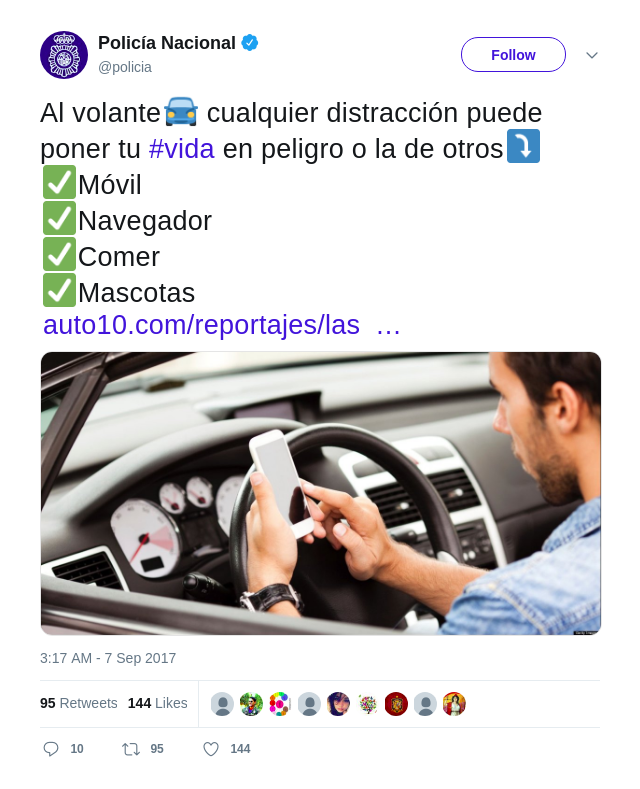 Policía Nacional
@policia
Follow
Al volante cualquier distracción puede
poner tu #vida en peligro o la de otros
Móvil
Navegador
Comer
Mascotas
auto10.com/reportajes/las …
3:17 AM - 7 Sep 2017
95 Retweets 144 Likes
10 95 144